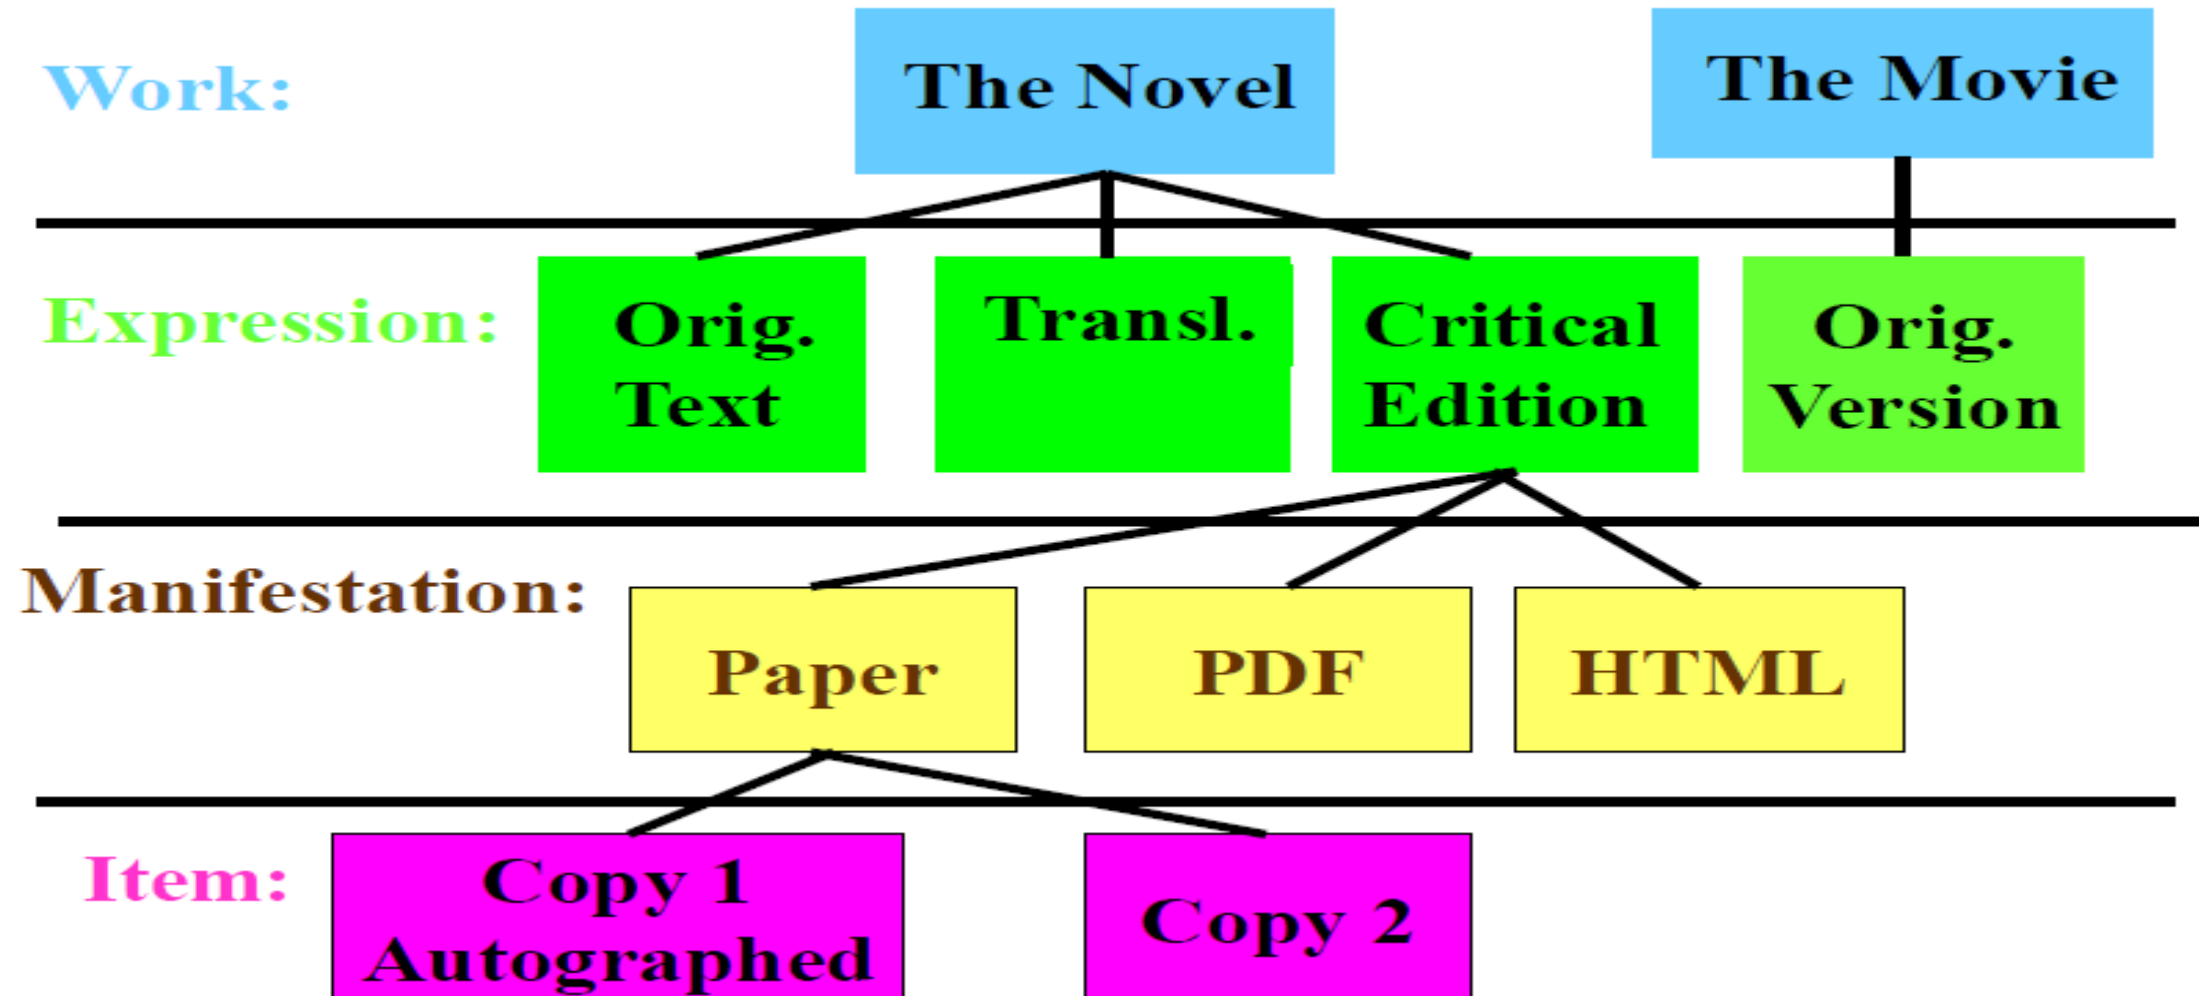 Work:
The Novel
The Movie
Expression:
Orig.
Text
Transl.
Critical
Edition
Orig.
Version
Manifestation:
Paper
PDF
HTML
Item:
Copy 1
Autographed
Copy 2